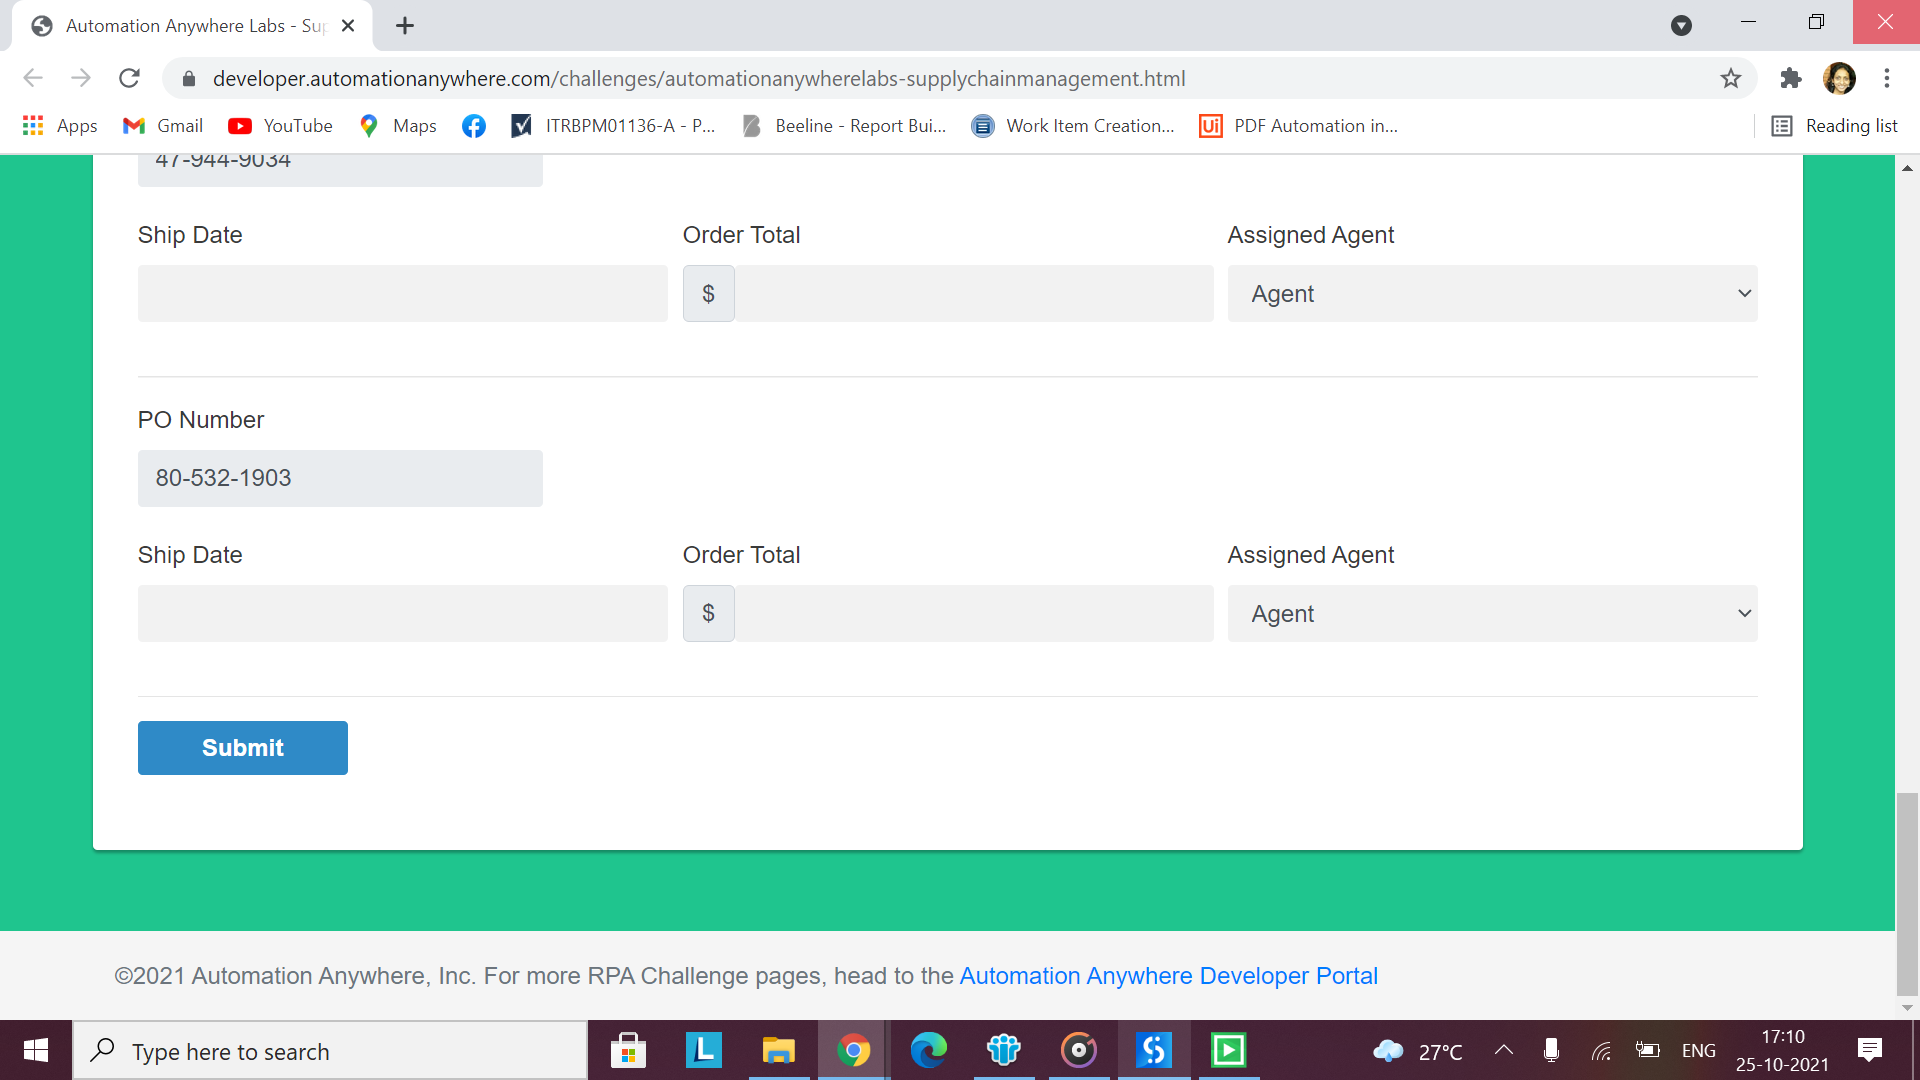 Automation Anywhere Labs - Sup
developer.automationanywhere.com/challenges/automationanywherelabs-supplychainmanagement.html
Apps Gmail YouTube Maps ITRBPM01136-A - P... Beeline - Report Bui... Work Item Creation... Ui PDF Automation in... Reading list
47-944-9034
Ship Date Order Total Assigned Agent
$ Agent
PO Number
80-532-1903
Ship Date Order Total Assigned Agent
$ Agent
Submit
©2021 Automation Anywhere, Inc. For more RPA Challenge pages, head to the Automation Anywhere Developer Portal
Type here to search L 27°C ENG 17:10
25-10-2021